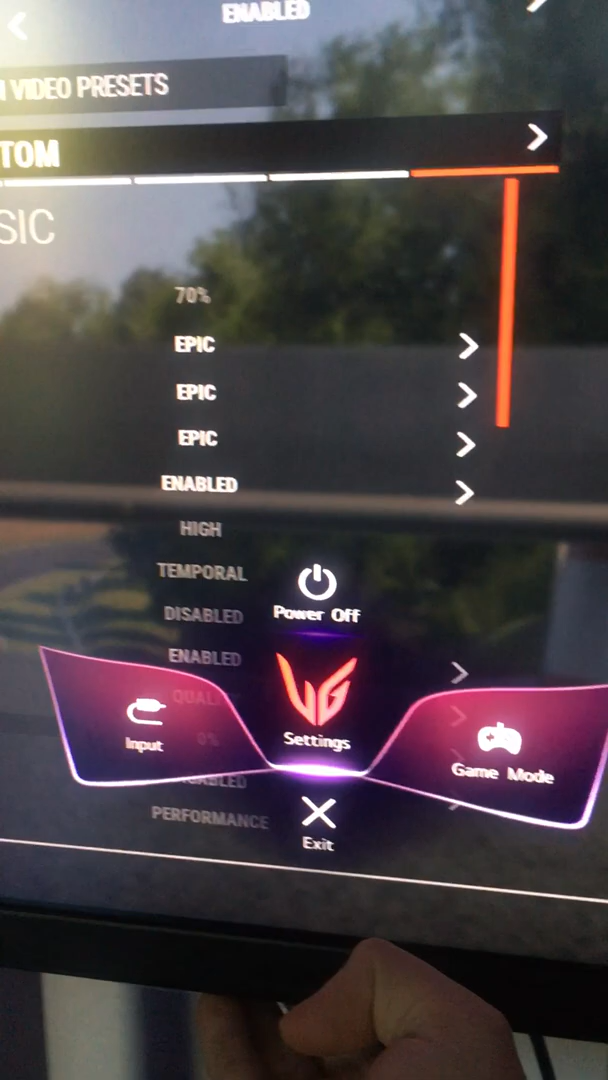 ENABLED
VIDEO PRESETS
TOM
SIC
70%
EPIC
EPIC
EPIC
ENABLED
HIGH
TEMPORAL
DISABLED
Power Off
ENABLED
Input
Settings
Game Mode
0%
PERFORMANCE
Exit